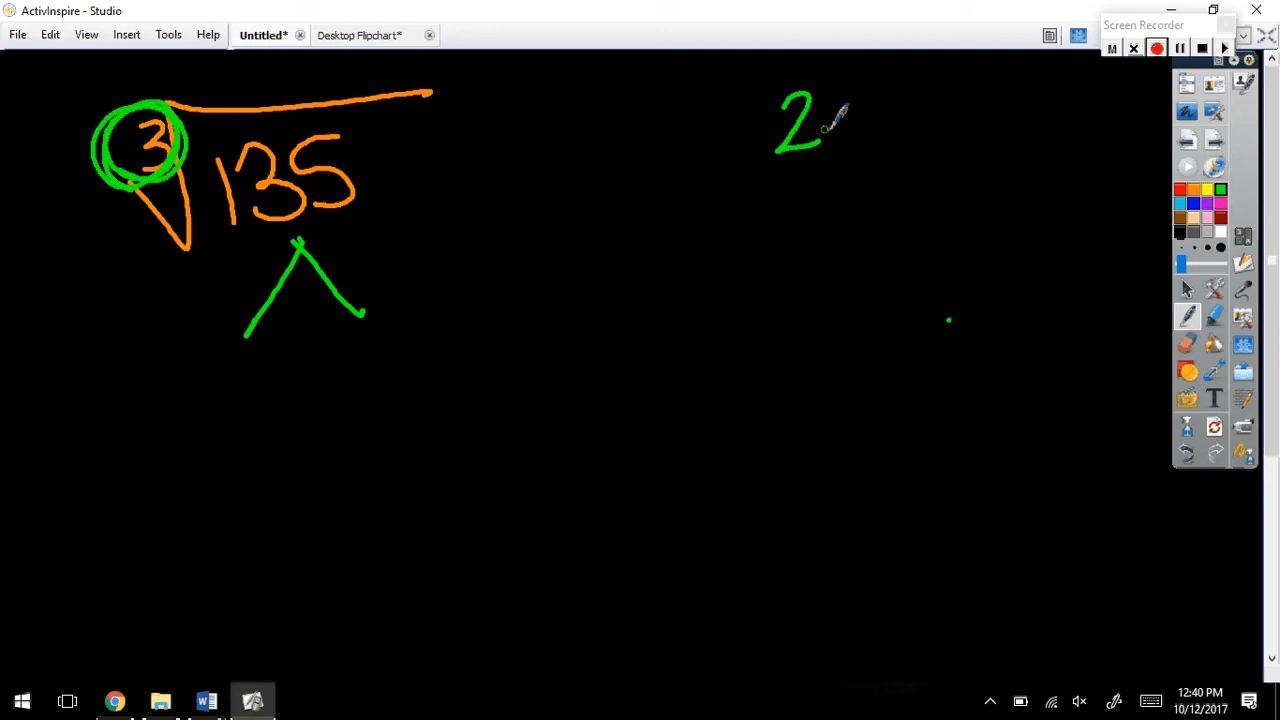 ActivInspire - Studio
Screen Recorder
File Edit View Insert Tools Help Untitled* Desktop Flipchart*
M
3 135
2
T
12:40 PM
10/12/2017